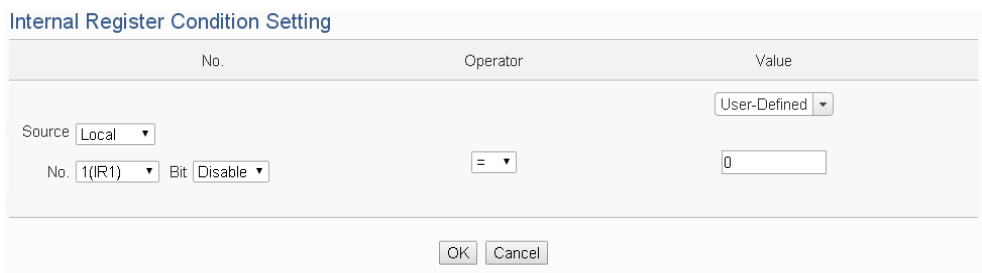 Internal Register Condition Setting
No. Operator Value
User-Defined
Source Local
No. 1(IR1) Bit Disable = 0
OK Cancel